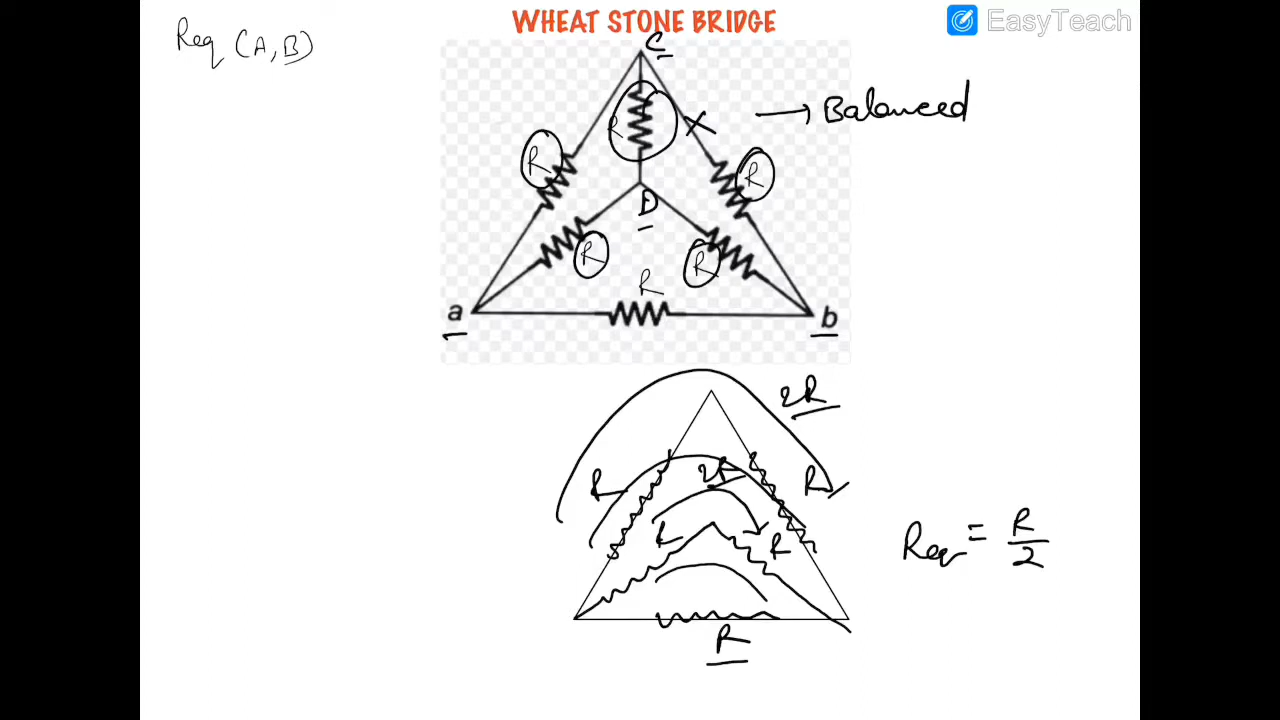 WHEAT STONE BRIDGE
EasyTeach
Req (A,B)
C
R
X
→ Balanced
R
R
D
R
R
R
a
b
2R
R
2R
R
R
R
Req = R/2
R